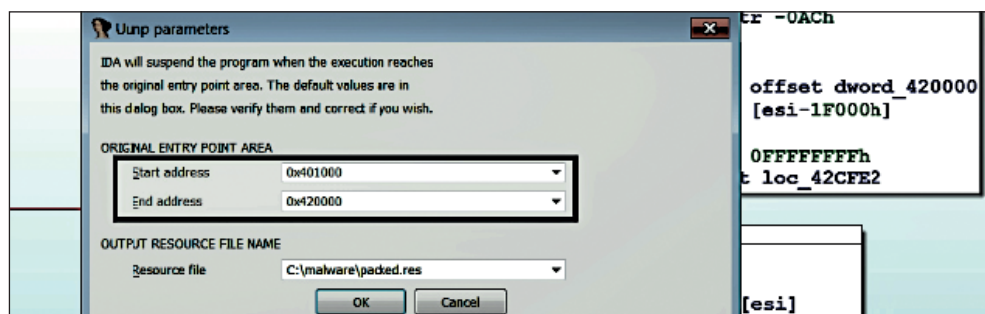 Uunp parameters
IDA will suspend the program when the execution reaches
the original entry point area. The default values are in
this dialog box. Please verify them and correct if you wish.
ORIGINAL ENTRY POINT AREA
Start address 0x401000
End address 0x420000
OUTPUT RESOURCE FILE NAME
Resource file C:\malware\packed.res
OK Cancel
tr -0ACh
offset dword_420000
[esi-1F000h]
0FFFFFFFFh
t loc_42CFE2
[esi]